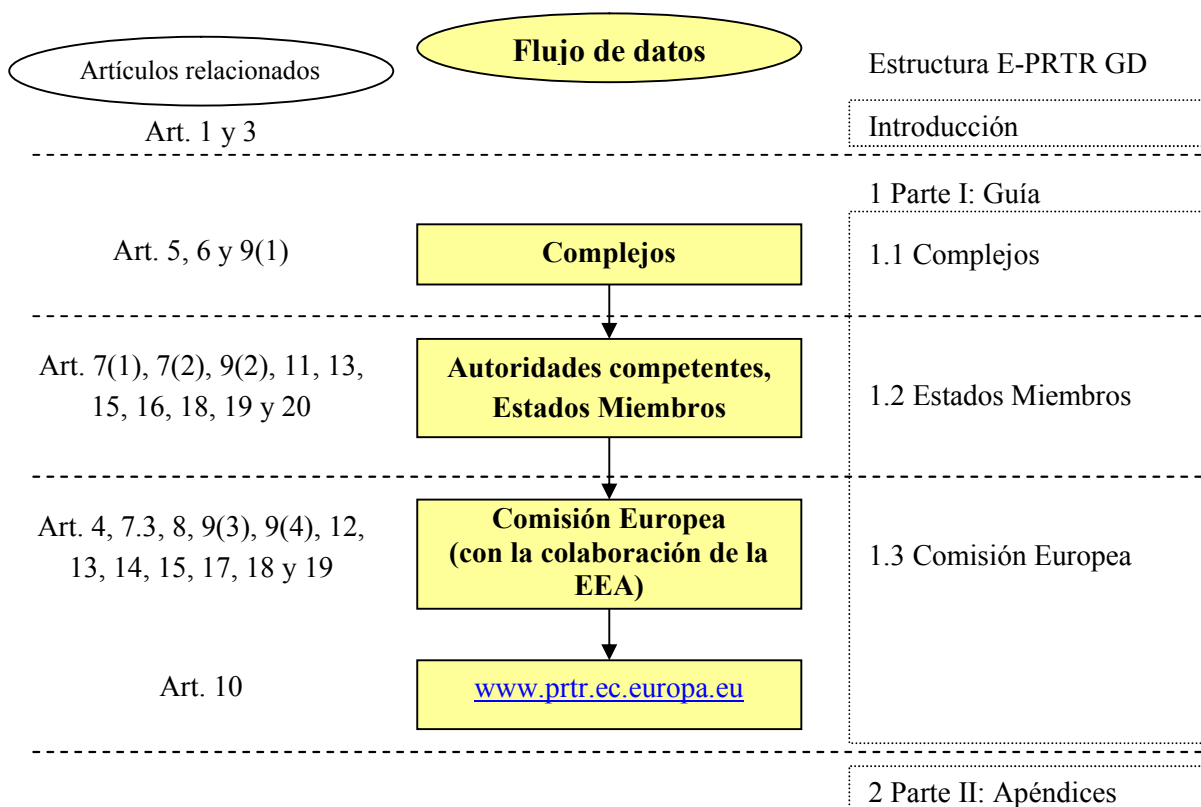 Artículos relacionados
Flujo de datos
Estructura E-PRTR GD
Art. 1 y 3
Introducción
1 Parte I: Guía
Art. 5, 6 y 9(1)
Complejos
1.1 Complejos
Art. 7(1), 7(2), 9(2), 11, 13,
15, 16, 18, 19 y 20
Autoridades competentes,
Estados Miembros
1.2 Estados Miembros
Art. 4, 7.3, 8, 9(3), 9(4), 12,
13, 14, 15, 17, 18 y 19
Comisión Europea
(con la colaboración de la
EEA)
1.3 Comisión Europea
Art. 10
www.prtr.ec.europa.eu
2 Parte II: Apéndices